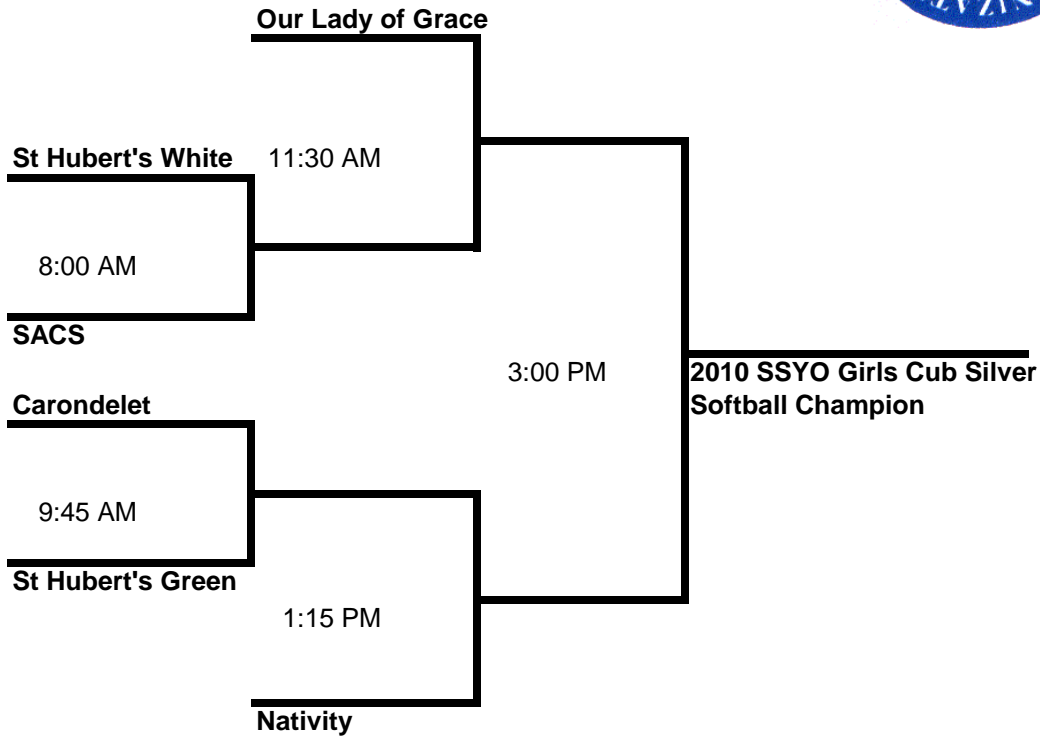 Our Lady of Grace
St Hubert's White
11:30 AM
8:00 AM
SACS
3:00 PM
2010 SSYO Girls Cub Silver
Softball Champion
Carondelet
9:45 AM
St Hubert's Green
1:15 PM
Nativity